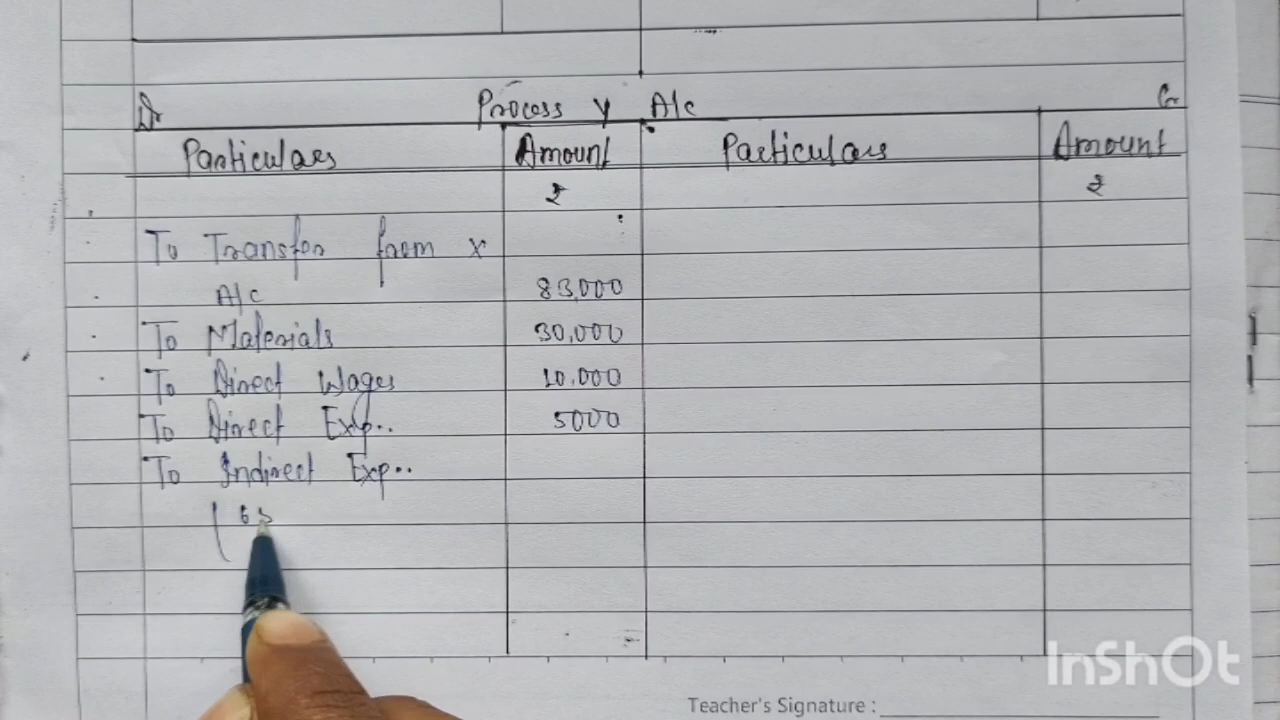 Dr Process Y A/c Cr
Particulars Amount Particulars Amount
₹ ₹
To Transfer from X
A/c 83,000
To Materials 30,000
To Direct Wages 10,000
To Direct Exp.. 5000
To Indirect Exp..
InShOt
Teacher's Signature :